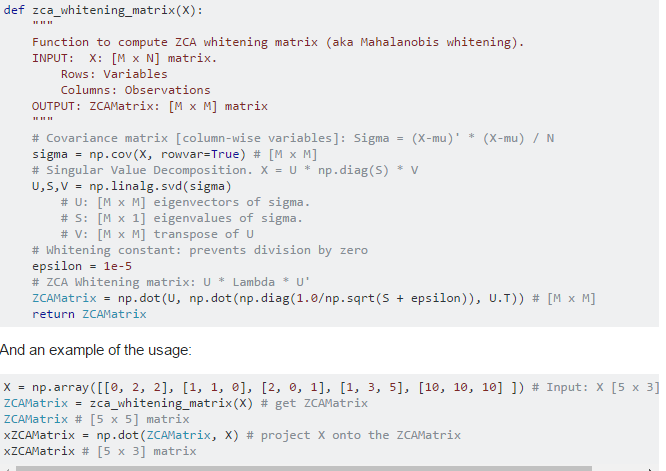 def zca_whitening_matrix(X):
    """
    Function to compute ZCA whitening matrix (aka Mahalanobis whitening).
    INPUT:  X: [M x N] matrix.
        Rows: Variables
        Columns: Observations
    OUTPUT: ZCAMatrix: [M x M] matrix
    """
    # Covariance matrix [column-wise variables]: Sigma = (X-mu)' * (X-mu) / N
    sigma = np.cov(X, rowvar=True) # [M x M]
    # Singular Value Decomposition. X = U * np.diag(S) * V
    U,S,V = np.linalg.svd(sigma)
        # U: [M x M] eigenvectors of sigma.
        # S: [M x 1] eigenvalues of sigma.
        # V: [M x M] transpose of U
    # Whitening constant: prevents division by zero
    epsilon = 1e-5
    # ZCA Whitening matrix: U * Lambda * U'
    ZCAMatrix = np.dot(U, np.dot(np.diag(1.0/np.sqrt(S + epsilon)), U.T)) # [M x M]
    return ZCAMatrix
And an example of the usage:
X = np.array([[0, 2, 2], [1, 1, 0], [2, 0, 1], [1, 3, 5], [10, 10, 10] ]) # Input: X [5 x 3]
ZCAMatrix = zca_whitening_matrix(X) # get ZCAMatrix
ZCAMatrix # [5 x 5] matrix
xZCAMatrix = np.dot(ZCAMatrix, X) # project X onto the ZCAMatrix
xZCAMatrix # [5 x 3] matrix